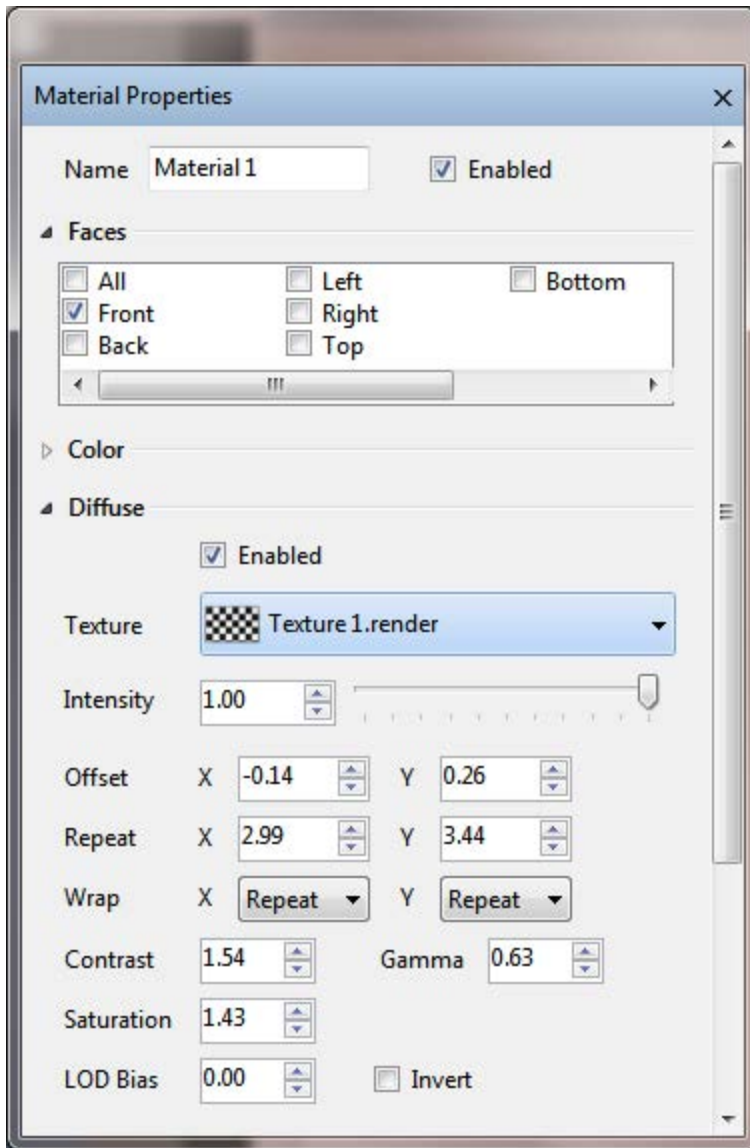 Material Properties
Name Material 1 Enabled
Faces
All Left Bottom
Front Right
Back Top
Color
Diffuse
Enabled
Texture Texture 1.render
Intensity 1.00
Offset X -0.14 Y 0.26
Repeat X 2.99 Y 3.44
Wrap X Repeat Y Repeat
Contrast 1.54 Gamma 0.63
Saturation 1.43
LOD Bias 0.00 Invert